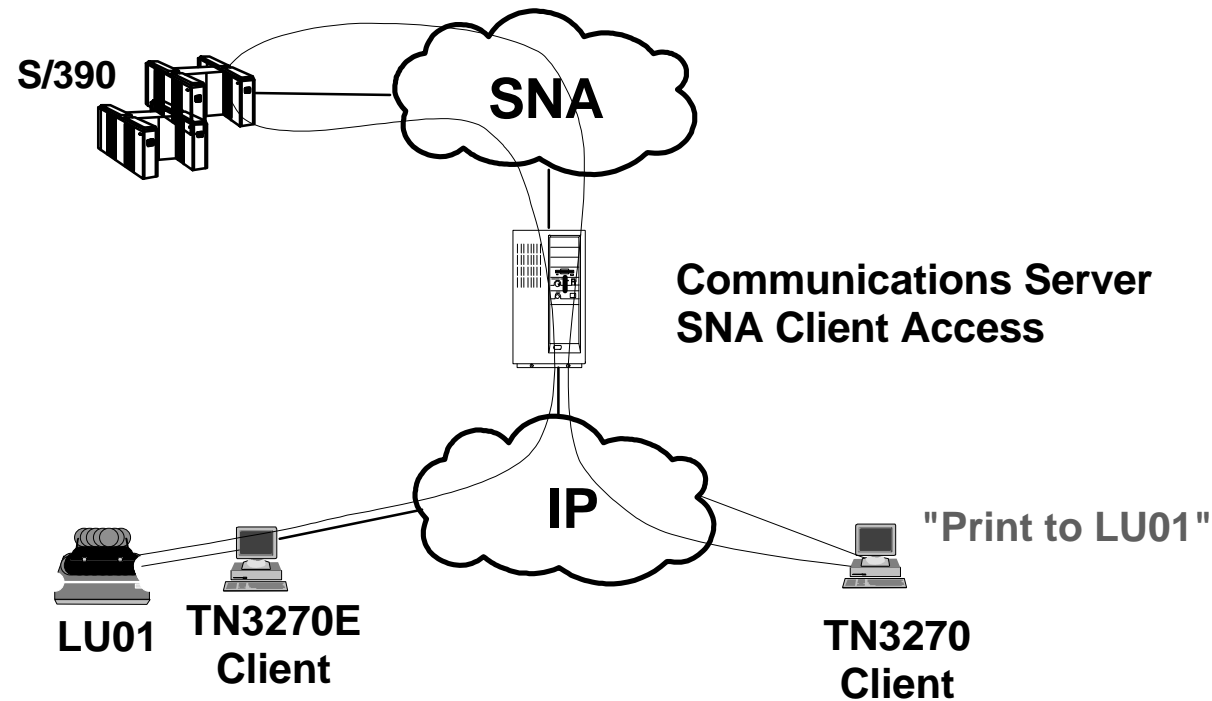 S/390
SNA
Communications Server
SNA Client Access
IP
"Print to LU01"
LU01
TN3270E
Client
TN3270
Client